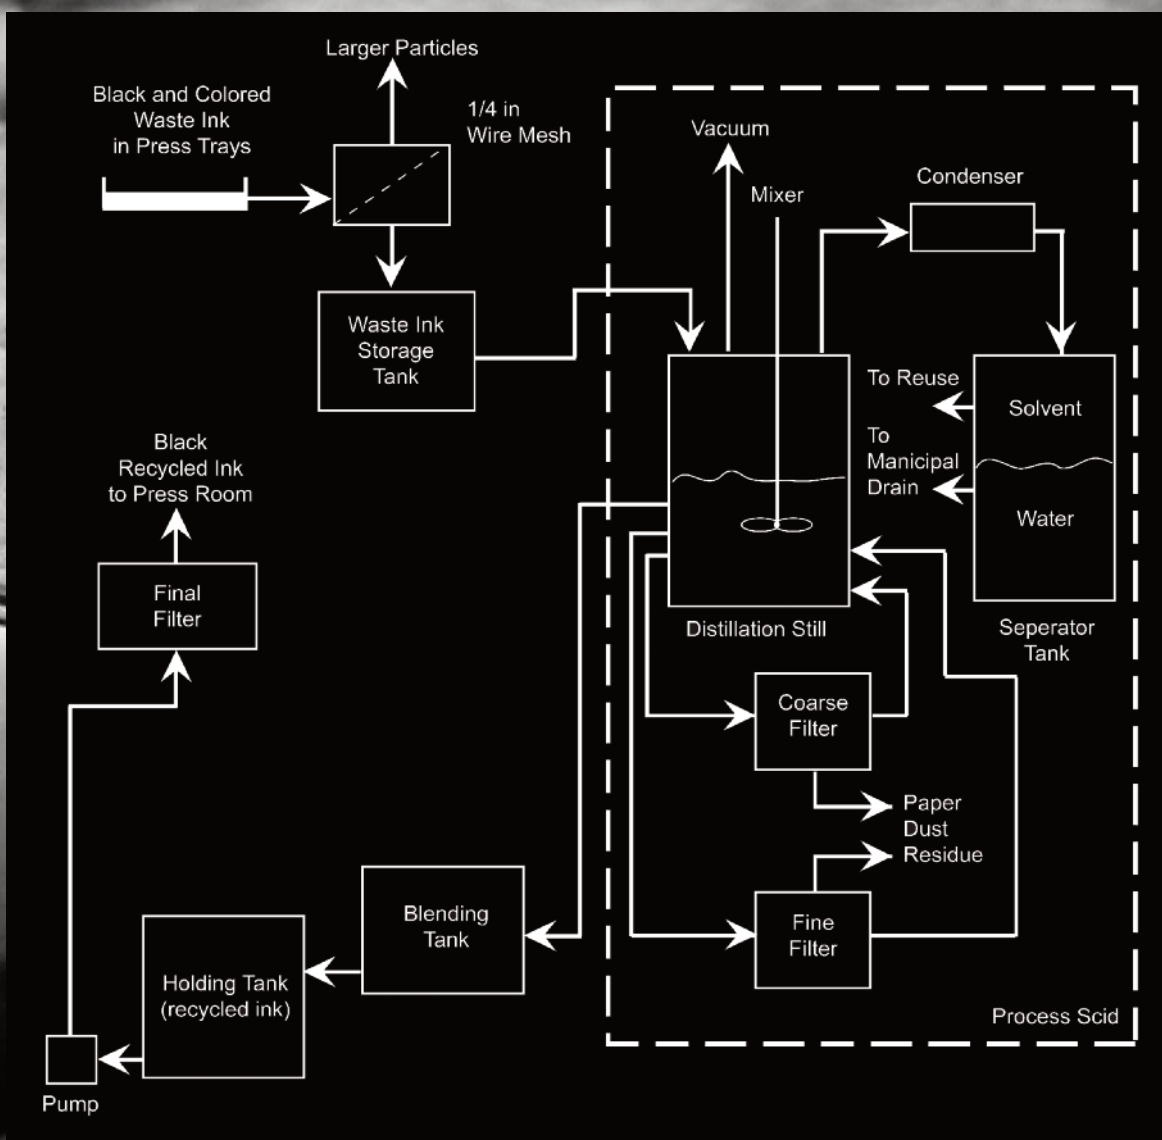 Larger Particles
Black and Colored
Waste Ink
in Press Trays
1/4 in
Wire Mesh
Vacuum
Mixer
Condenser
Waste Ink
Storage
Tank
To Reuse
Solvent
To
Manicipal
Drain
Water
Black
Recycled Ink
to Press Room
Final
Filter
Distillation Still
Seperator
Tank
Coarse
Filter
Paper
Dust
Residue
Blending
Tank
Fine
Filter
Holding Tank
(recycled ink)
Process Scid
Pump